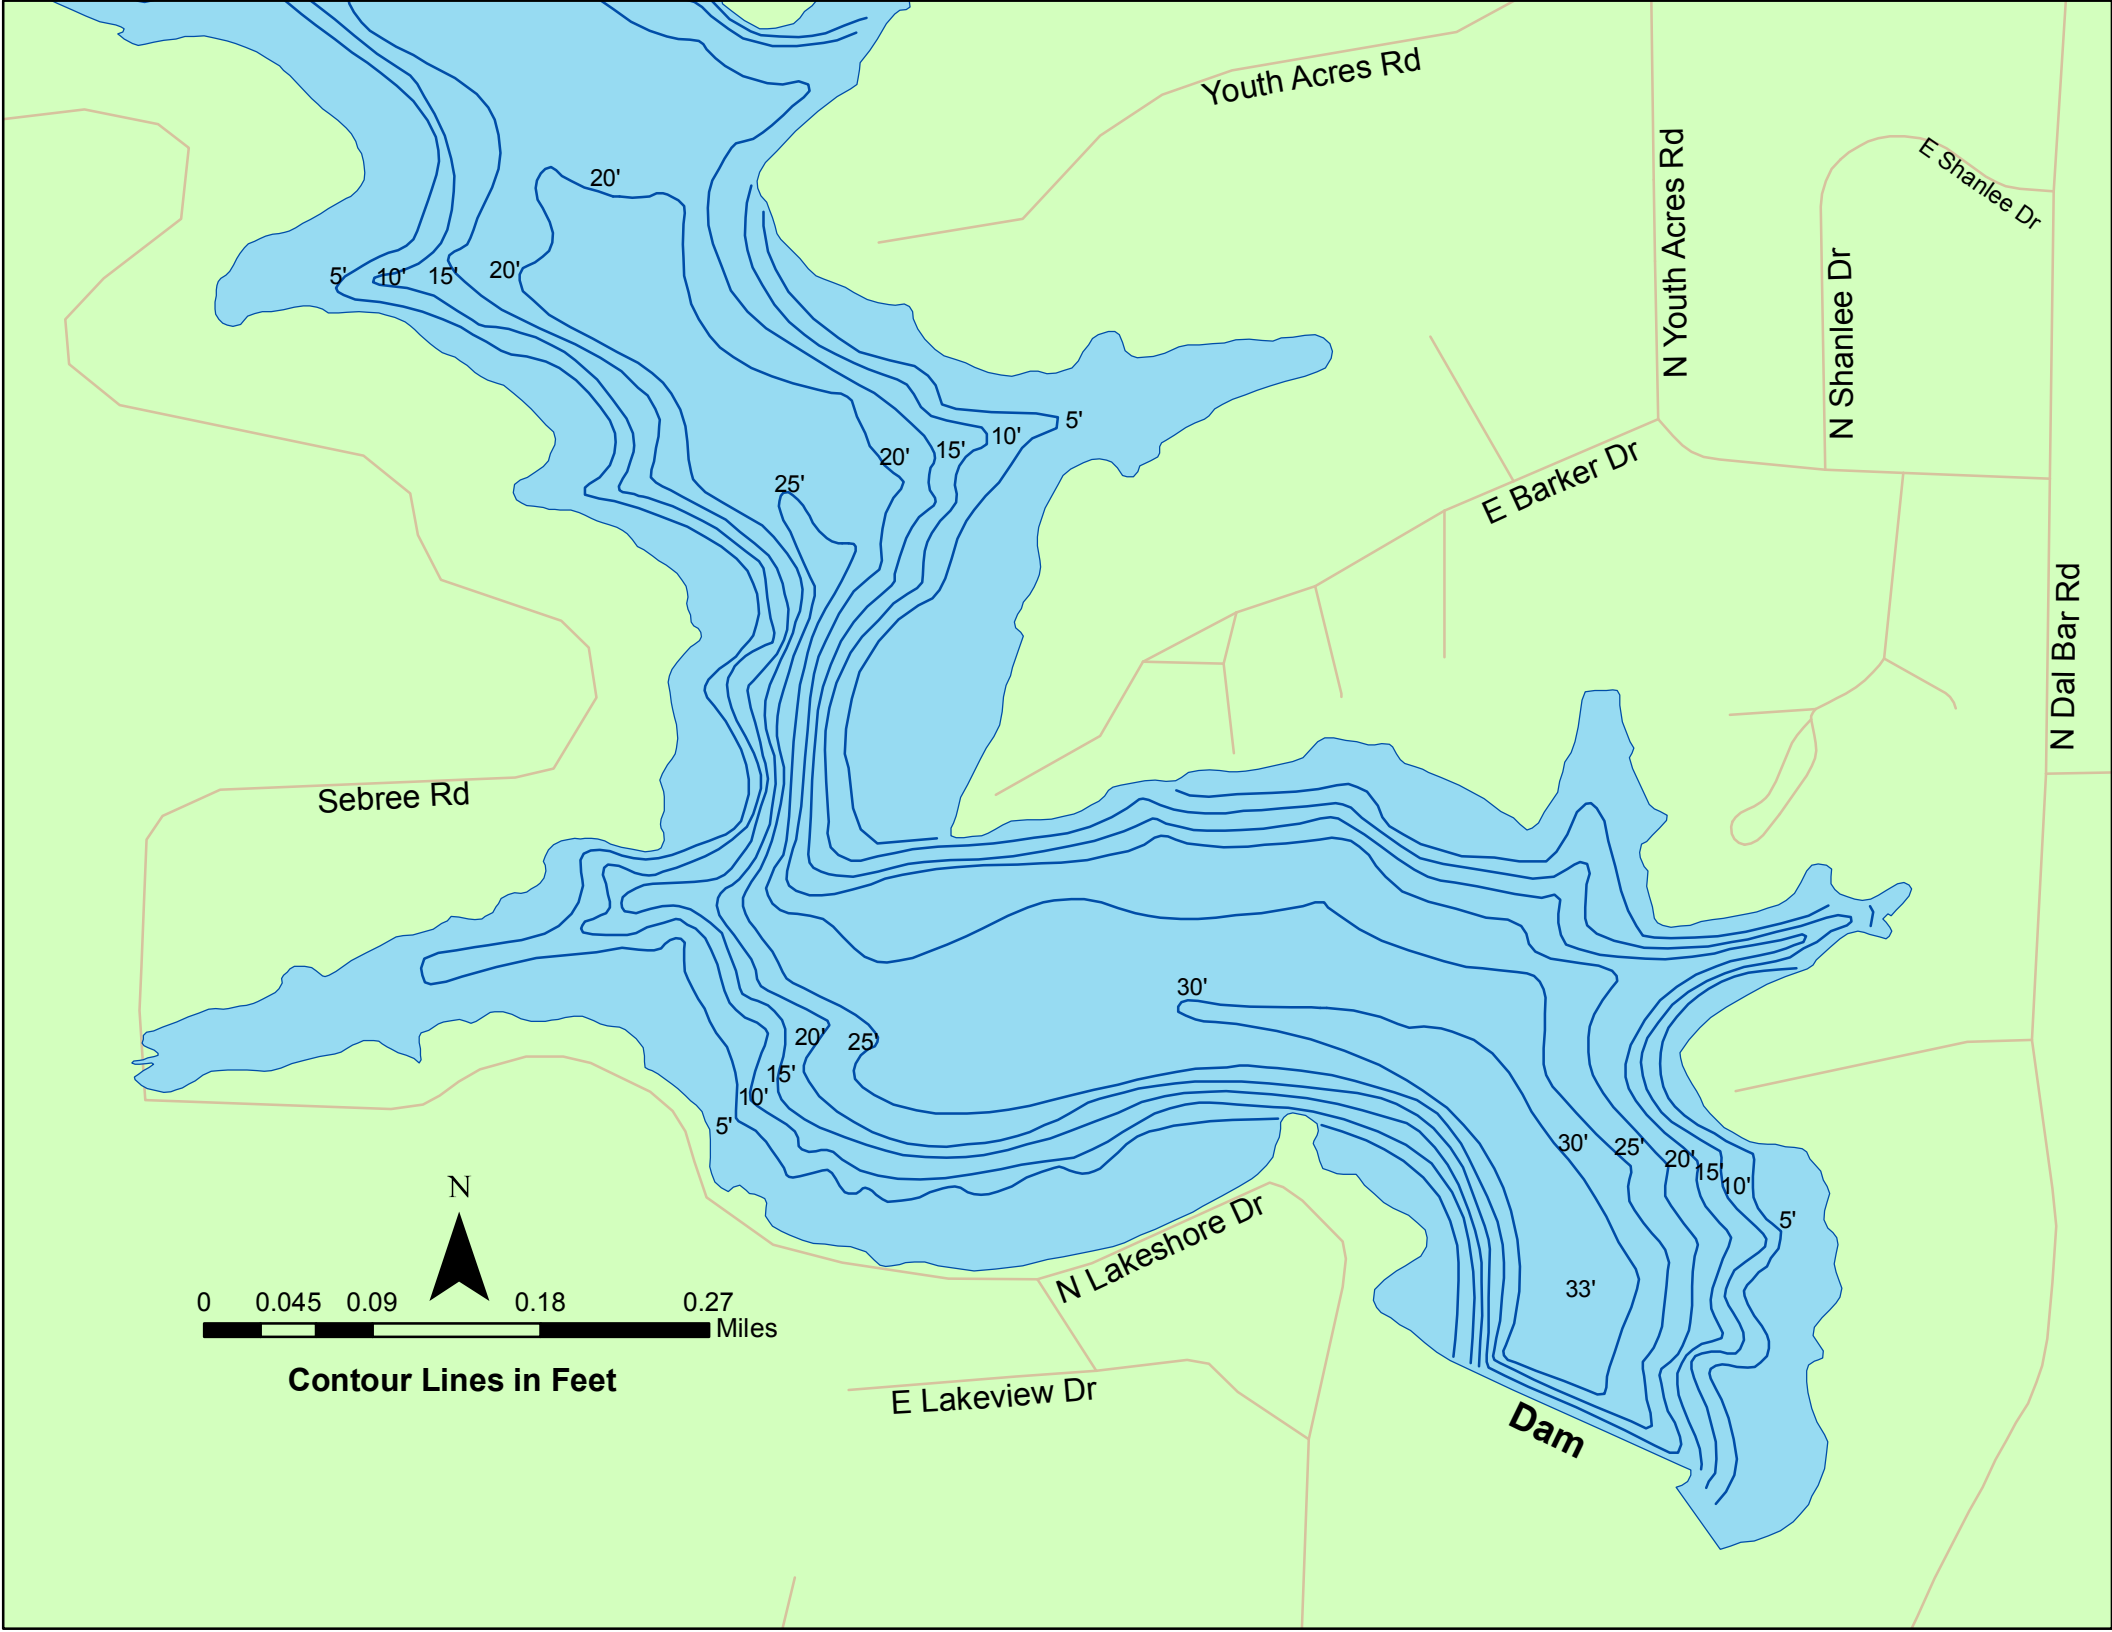 Youth Acres Rd
N Youth Acres Rd
E Shanlee Dr
N Shanlee Dr
20'
5'
10'
15'
20'
5'
10'
15'
20'
25'
E Barker Dr
N Dal Bar Rd
Sebree Rd
30'
20'
25'
15'
10'
5'
30'
25'
20'
15'
10'
5'
33'
N Lakeshore Dr
N
0 0.045 0.09 0.18 0.27
Miles
Contour Lines in Feet
E Lakeview Dr
Dam